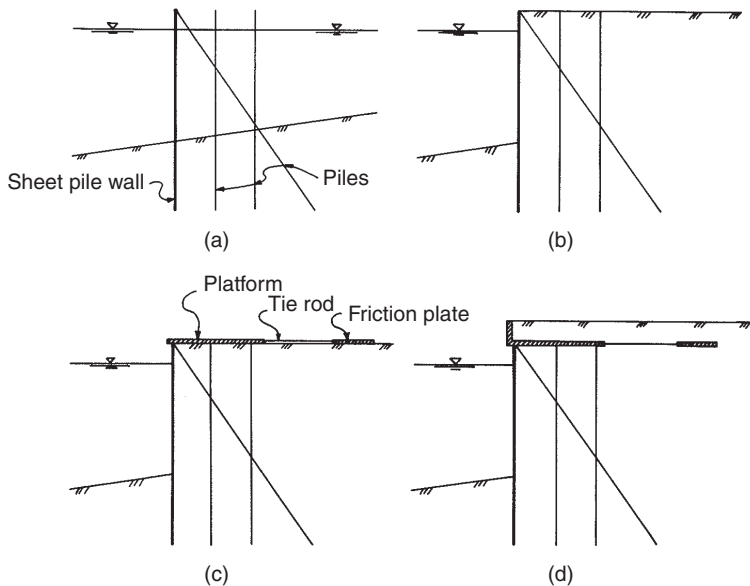 Sheet pile wall
Piles
(a)
(b)
Platform
Tie rod
Friction plate
(c)
(d)